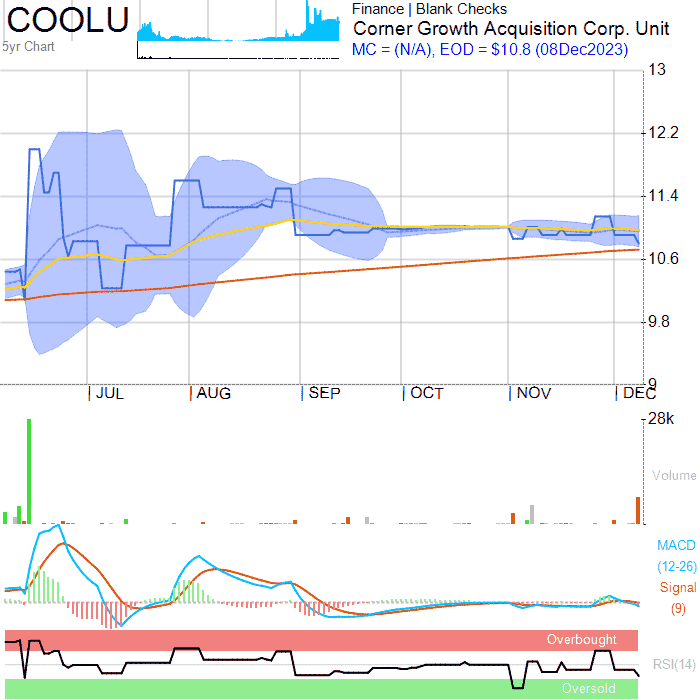 COOLU
5yr Chart
Finance | Blank Checks
Corner Growth Acquisition Corp. Unit
MC = (N/A), EOD = $10.8 (08Dec2023)
13
12.2
11.4
10.6
9.8
9
JUL
AUG
SEP
OCT
NOV
DEC
28k
Volume
MACD
(12-26)
Signal
(9)
Overbought
RSI(14)
Oversold